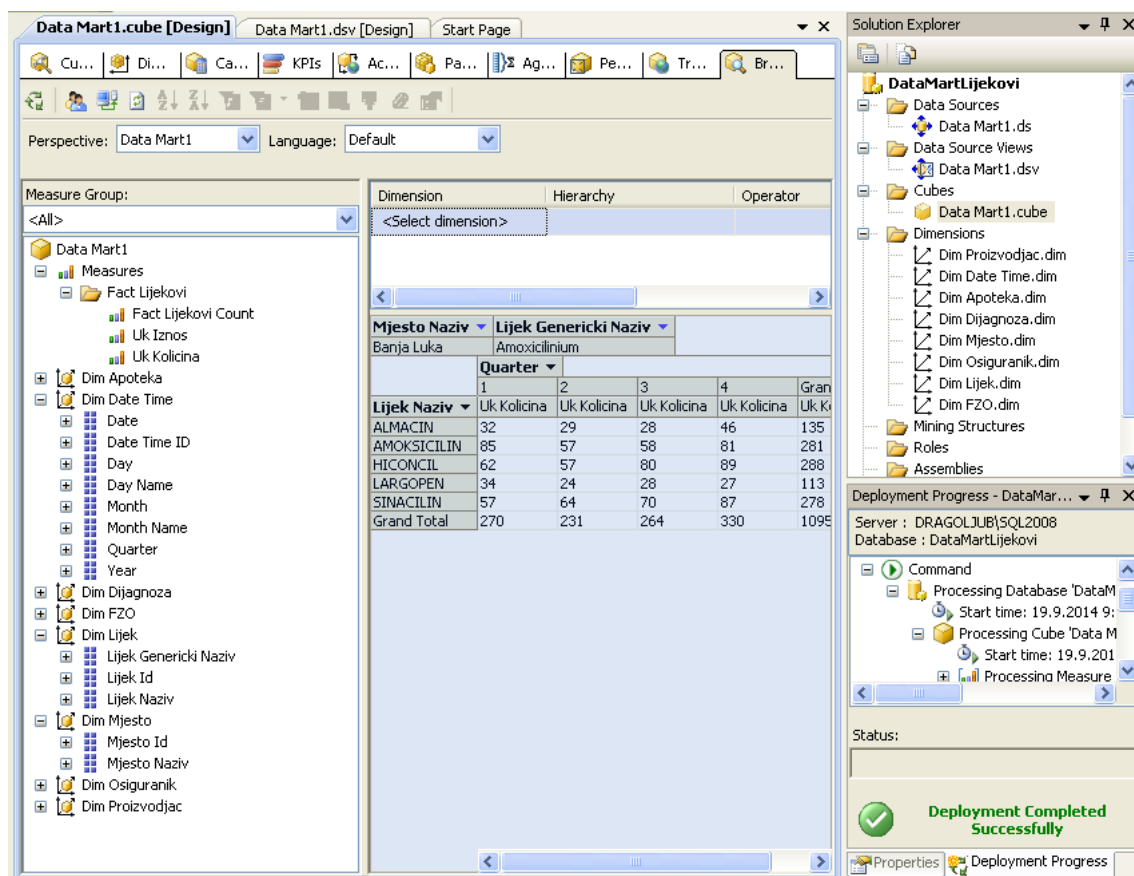 Data Mart1.cube [Design] Data Mart1.dsv [Design] Start Page
Cu... Di... Ca... KPIs Ac... Pa... Ag... Pe... Tr... Br...
Perspective: Data Mart1 Language: Default
Measure Group:
<All>
Data Mart1
Measures
Fact Lijekovi
Fact Lijekovi Count
Uk Iznos
Uk Kolicina
Dim Apoteka
Dim Date Time
Date
Date Time ID
Day
Day Name
Month
Month Name
Quarter
Year
Dim Dijagnoza
Dim FZO
Dim Lijek
Lijek Genericki Naziv
Lijek Id
Lijek Naziv
Dim Mjesto
Mjesto Id
Mjesto Naziv
Dim Osiguranik
Dim Proizvodjac
Dimension Hierarchy Operator
<Select dimension>
Mjesto Naziv Lijek Genericki Naziv
Banja Luka Amoxicilinium
Quarter
1 2 3 4 Gran
Lijek Naziv Uk Kolicina Uk Kolicina Uk Kolicina Uk Kolicina Uk K
ALMACIN 32 29 28 46 135
AMOKSICILIN 85 57 58 81 281
HICONCIL 62 57 80 89 288
LARGOPEN 34 24 28 27 113
SINACILIN 57 64 70 87 278
Grand Total 270 231 264 330 1095
Solution Explorer
DataMartLijekovi
Data Sources
Data Mart1.ds
Data Source Views
Data Mart1.dsv
Cubes
Data Mart1.cube
Dimensions
Dim Proizvodjac.dim
Dim Date Time.dim
Dim Apoteka.dim
Dim Dijagnoza.dim
Dim Mjesto.dim
Dim Osiguranik.dim
Dim Lijek.dim
Dim FZO.dim
Mining Structures
Roles
Assemblies
Deployment Progress - DataMar...
Server : DRAGOLJUB\SQL2008
Database : DataMartLijekovi
Command
Processing Database 'DataM
Start time: 19.9.2014 9:
Processing Cube 'Data M
Start time: 19.9.201
Processing Measure
Status:
Deployment Completed
Successfully
Properties Deployment Progress